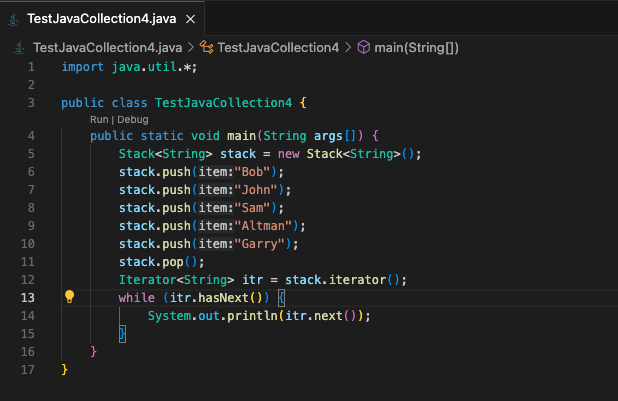 TestJavaCollection4.java ×
TestJavaCollection4.java > TestJavaCollection4 > main(String[])
1 import java.util.*;
2
3 public class TestJavaCollection4 {
Run | Debug
4 public static void main(String args[]) {
5 Stack<String> stack = new Stack<String>();
6 stack.push(item:"Bob");
7 stack.push(item:"John");
8 stack.push(item:"Sam");
9 stack.push(item:"Altman");
10 stack.push(item:"Garry");
11 stack.pop();
12 Iterator<String> itr = stack.iterator();
13 while (itr.hasNext()) {
14 System.out.println(itr.next());
15 }
16 }
17 }